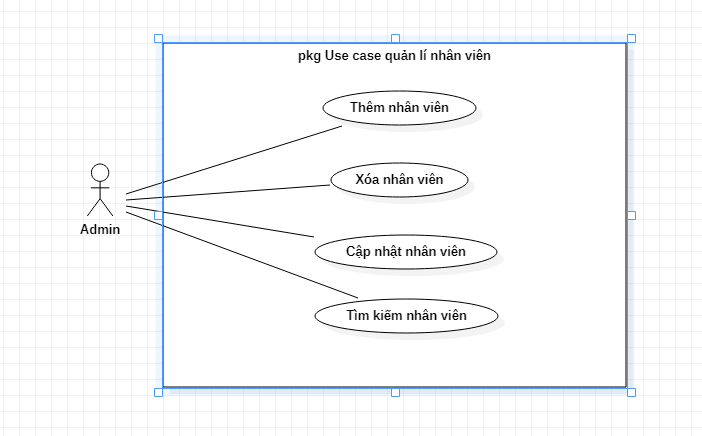 pkg Use case quản lí nhân viên
Thêm nhân viên
Xóa nhân viên
Admin
Cập nhật nhân viên
Tìm kiếm nhân viên